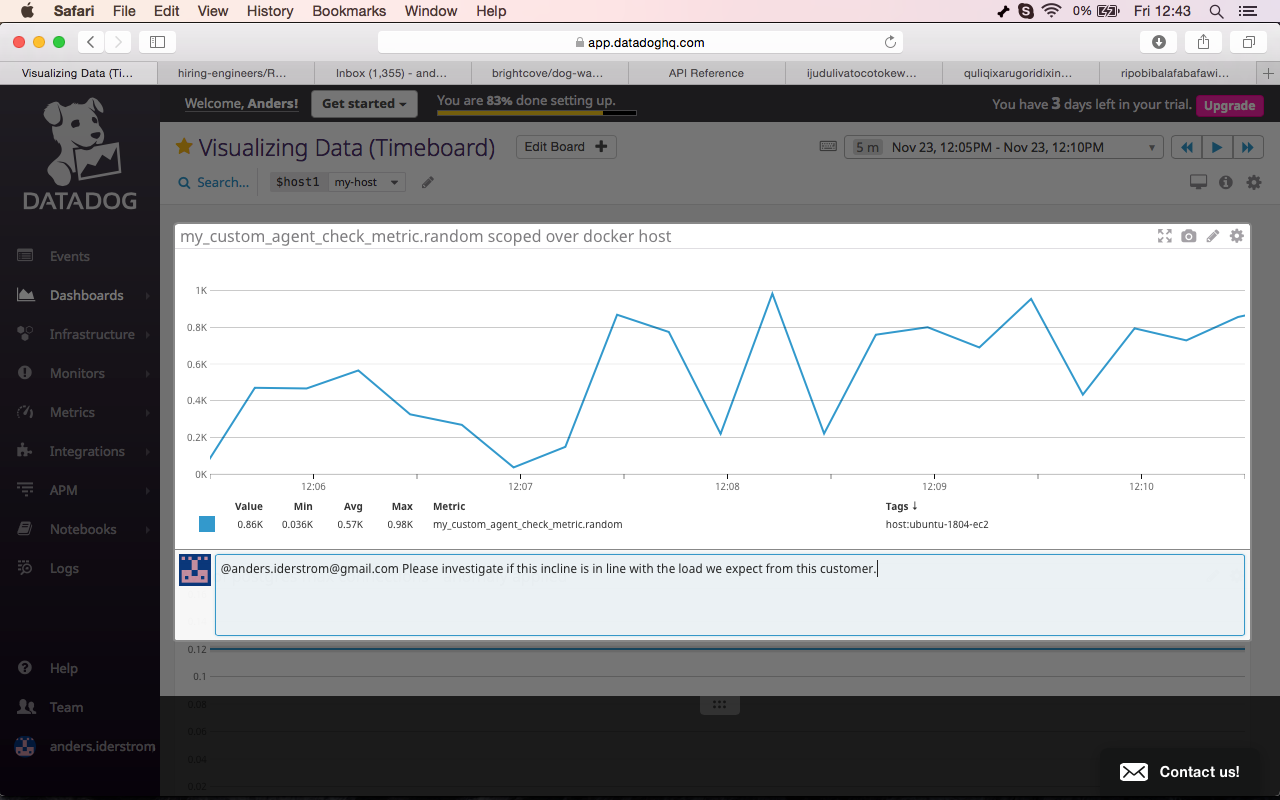 Safari File Edit View History Bookmarks Window Help 0% Fri 12:43
app.datadoghq.com
Visualizing Data (Ti... hiring-engineers/R... Inbox (1,355) - and... brightcove/dog-wa... API Reference ijudulivatocotokew... quliqixarugoridixin... ripobibalafabafawi...
Welcome, Anders! Get started You are 83% done setting up. You have 3 days left in your trial. Upgrade
DATADOG
Visualizing Data (Timeboard) Edit Board + 5 m Nov 23, 12:05PM - Nov 23, 12:10PM
Search... $host1 my-host
Events
Dashboards
Infrastructure
Monitors
Metrics
Integrations
APM
Notebooks
Logs
Help
Team
anders.iderstrom
my_custom_agent_check_metric.random scoped over docker host
1K
0.8K
0.6K
0.4K
0.2K
0K
12:06 12:07 12:08 12:09 12:10
Value Min Avg Max Metric Tags ↓
0.86K 0.036K 0.57K 0.98K my_custom_agent_check_metric.random host:ubuntu-1804-ec2
@anders.iderstrom@gmail.com Please investigate if this incline is in line with the load we expect from this customer.
0.12
0.1
0.08
0.06
0.04
0.02
Contact us!